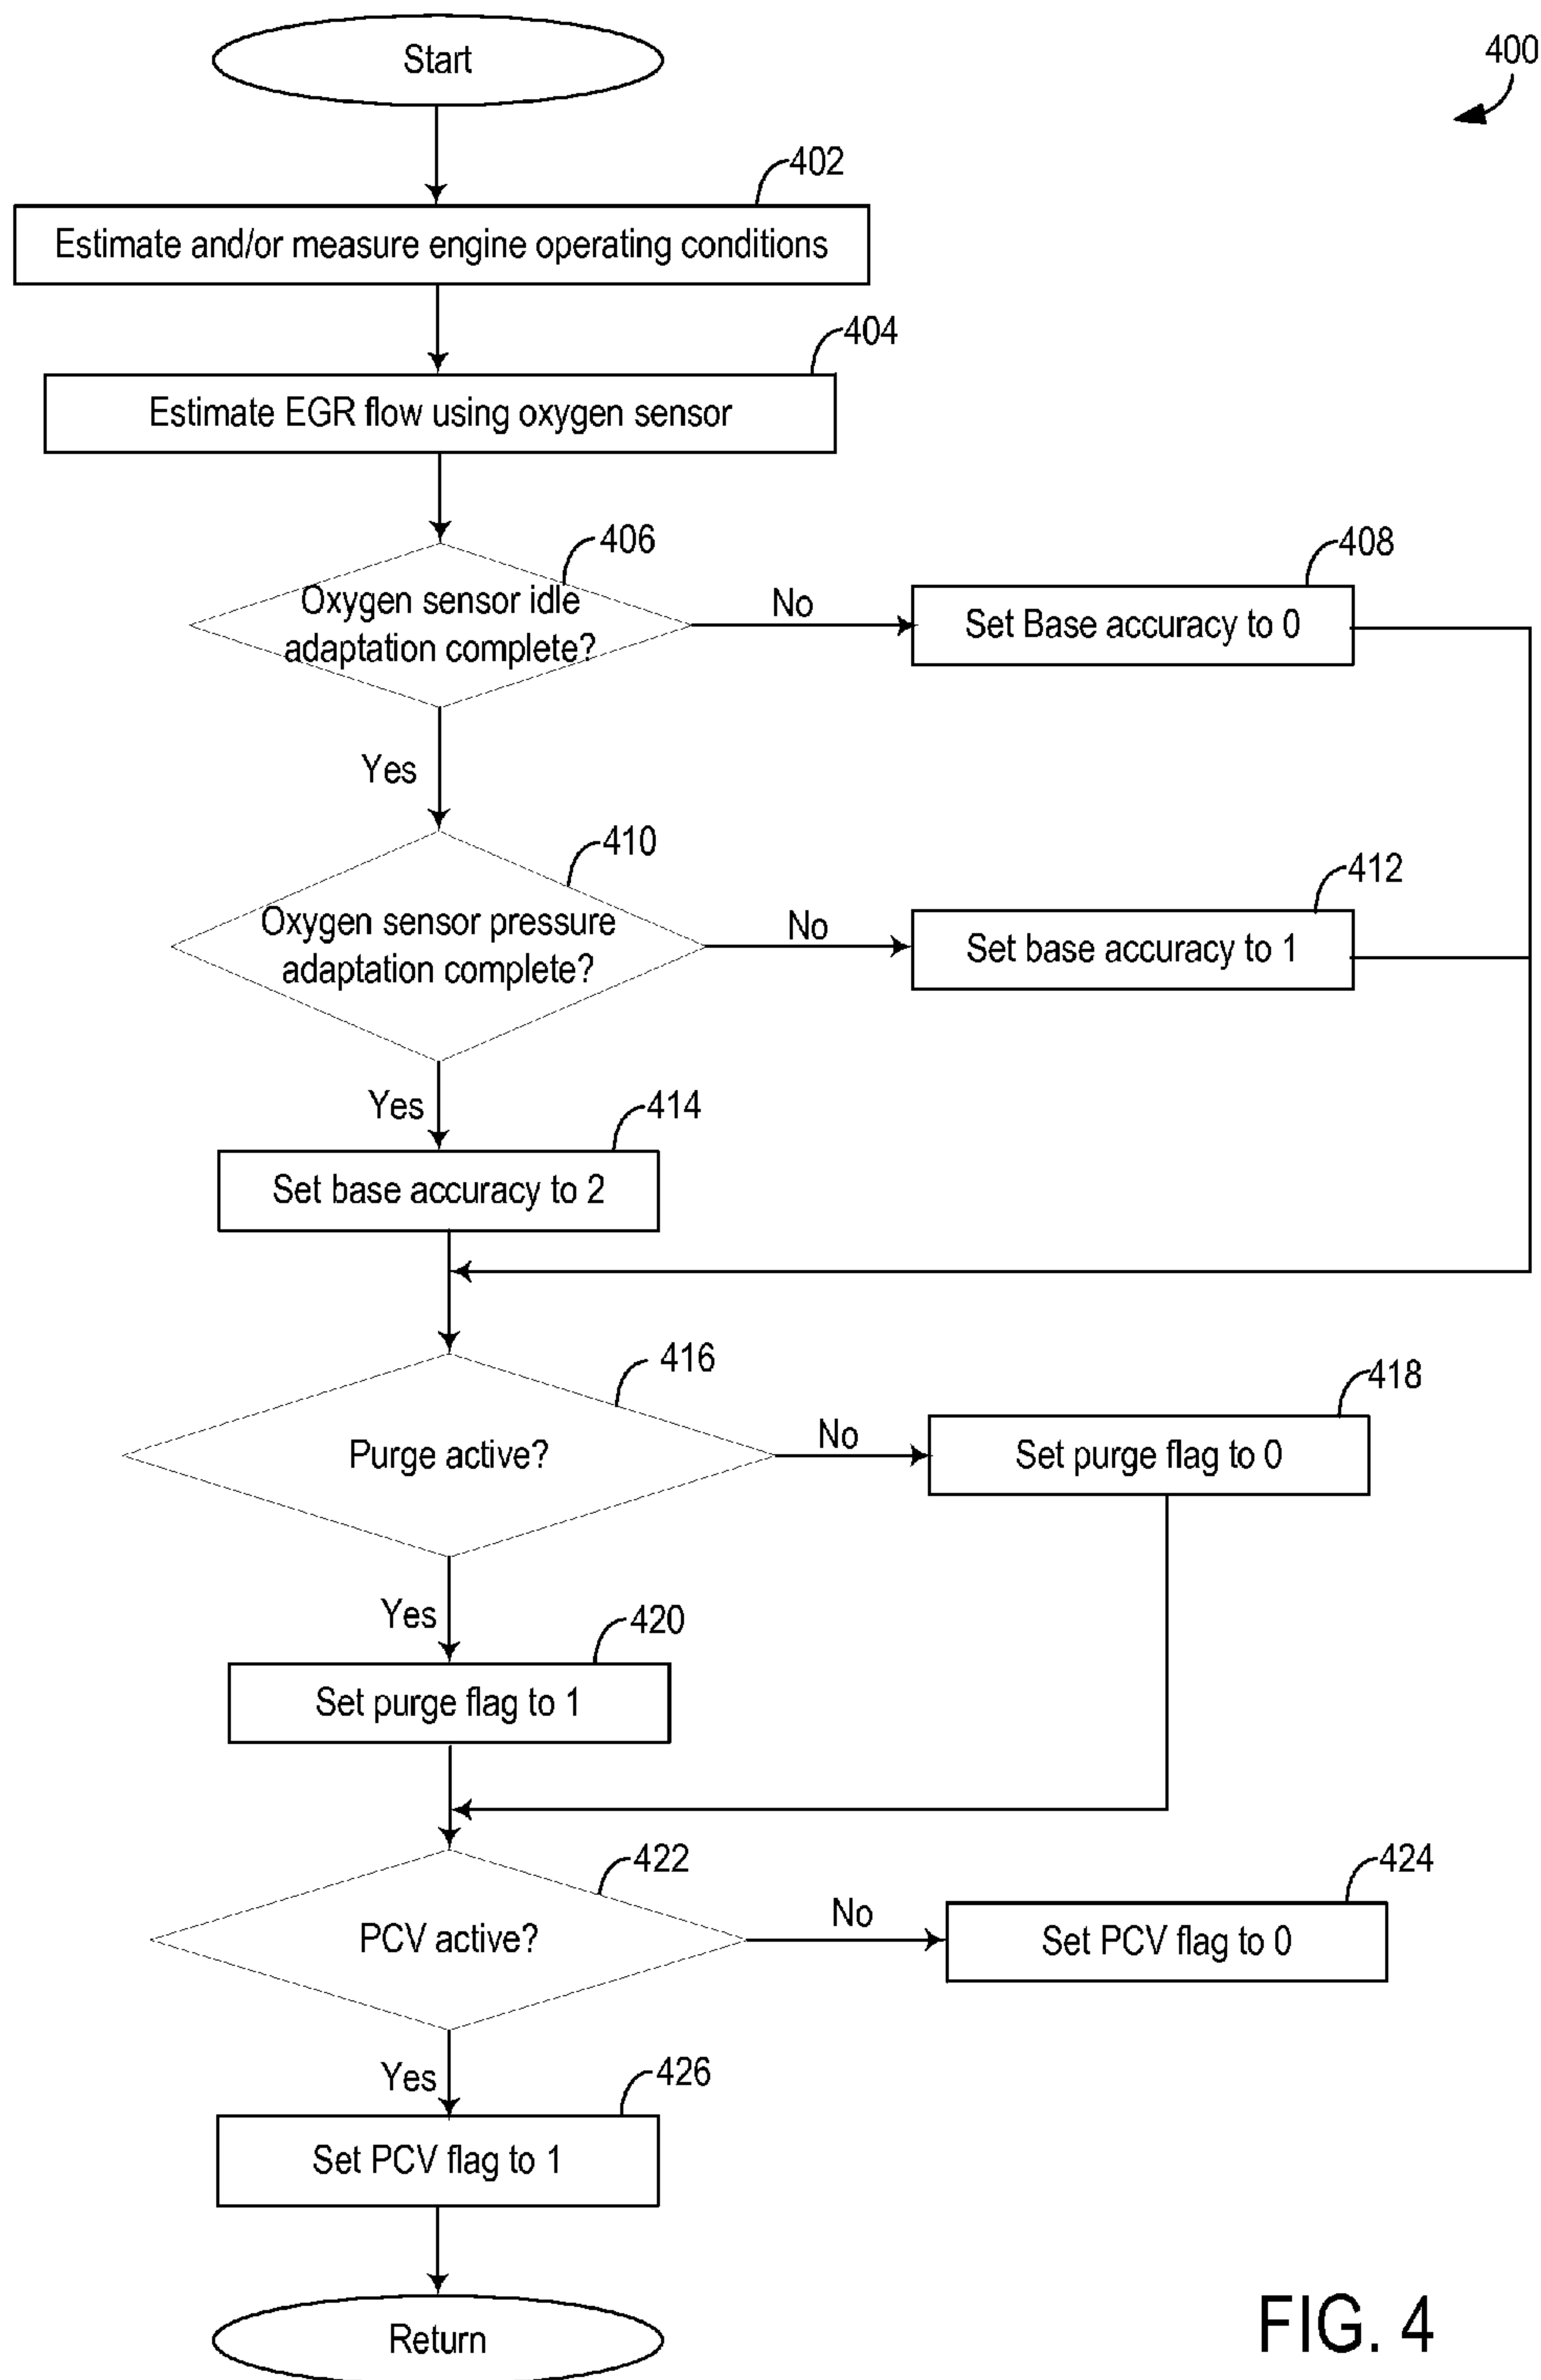 Start
400
402
Estimate and/or measure engine operating conditions
404
Estimate EGR flow using oxygen sensor
406
Oxygen sensor idle
adaptation complete?
No
408
Set Base accuracy to 0
Yes
410
Oxygen sensor pressure
adaptation complete?
No
412
Set base accuracy to 1
Yes
414
Set base accuracy to 2
416
Purge active?
No
418
Set purge flag to 0
Yes
420
Set purge flag to 1
422
PCV active?
No
424
Set PCV flag to 0
Yes
426
Set PCV flag to 1
Return
FIG. 4